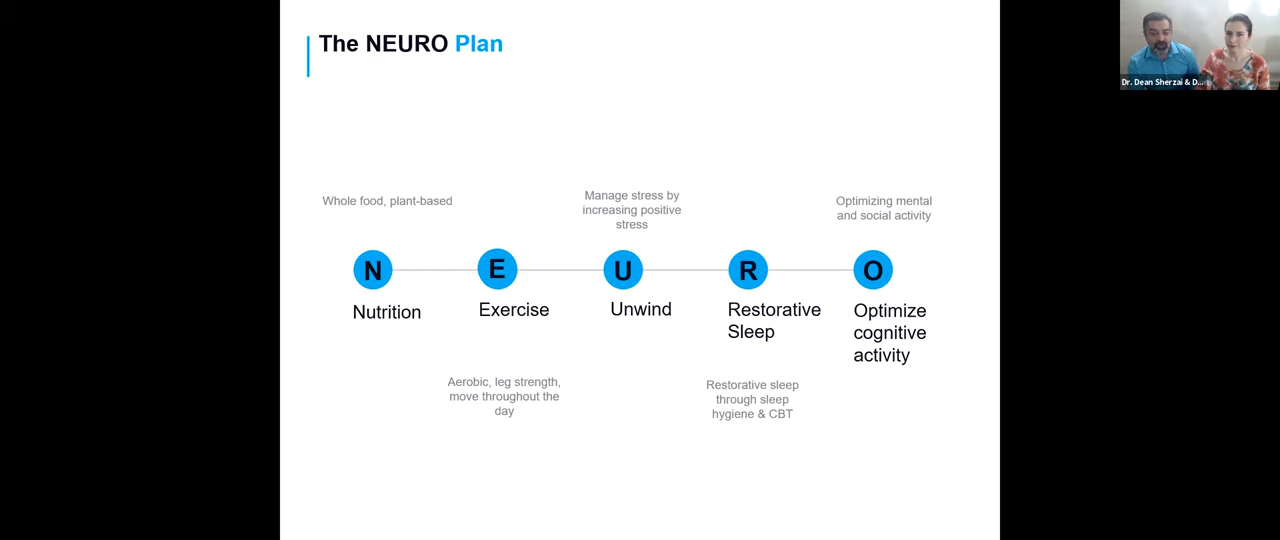 The NEURO Plan
Dr. Dean Sherzai & D...
Whole food, plant-based
Manage stress by
increasing positive
stress
Optimizing mental
and social activity
N
E
U
R
O
Nutrition
Exercise
Unwind
Restorative
Sleep
Optimize
cognitive
activity
Aerobic, leg strength,
move throughout the
day
Restorative sleep
through sleep
hygiene & CBT